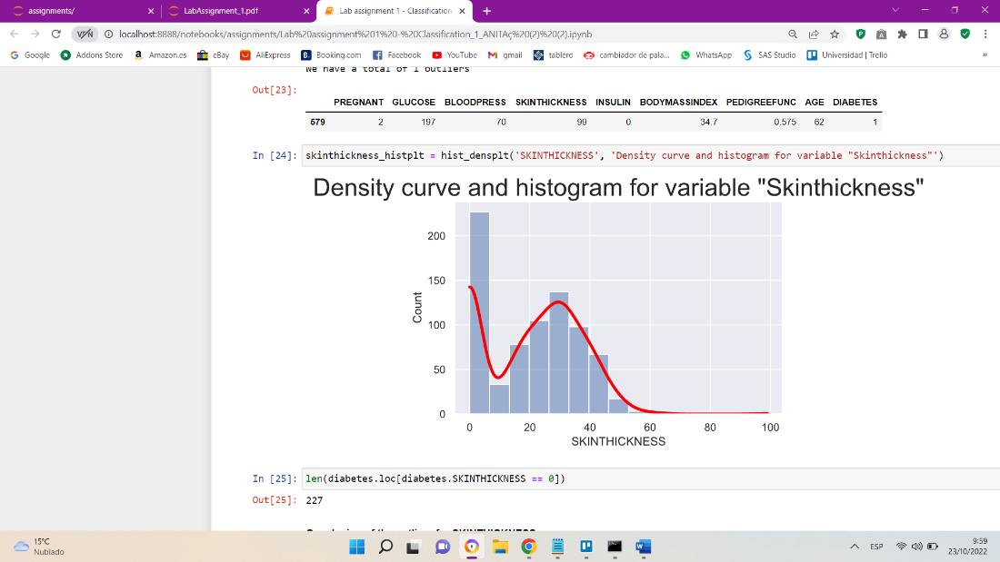 assignments/
LabAssignment_1.pdf
Lab assignment 1 - Classification
VPN
localhost:8888/notebooks/assignments/Lab%20assignment%201%20-%20Classification_1_ANITAç%20(2)%20(2).ipynb
Google Addons Store Amazon.es eBay AliExpress Booking.com Facebook YouTube gmail tablero cambiador de pala... WhatsApp SAS Studio Universidad | Trello »
We have a total of 1 outliers
Out[23]:
PREGNANT GLUCOSE BLOODPRESS SKINTHICKNESS INSULIN BODYMASSINDEX PEDIGREEFUNC AGE DIABETES
579 2 197 70 99 0 34.7 0.575 62 1
In [24]: skinthickness_histplt = hist_densplt('SKINTHICKNESS', 'Density curve and histogram for variable "Skinthickness"')
Density curve and histogram for variable "Skinthickness"
200
150
100
50
0
Count
0 20 40 60 80 100
SKINTHICKNESS
In [25]: len(diabetes.loc[diabetes.SKINTHICKNESS == 0])
Out[25]: 227
15°C
Nublado
ESP
9:59
23/10/2022